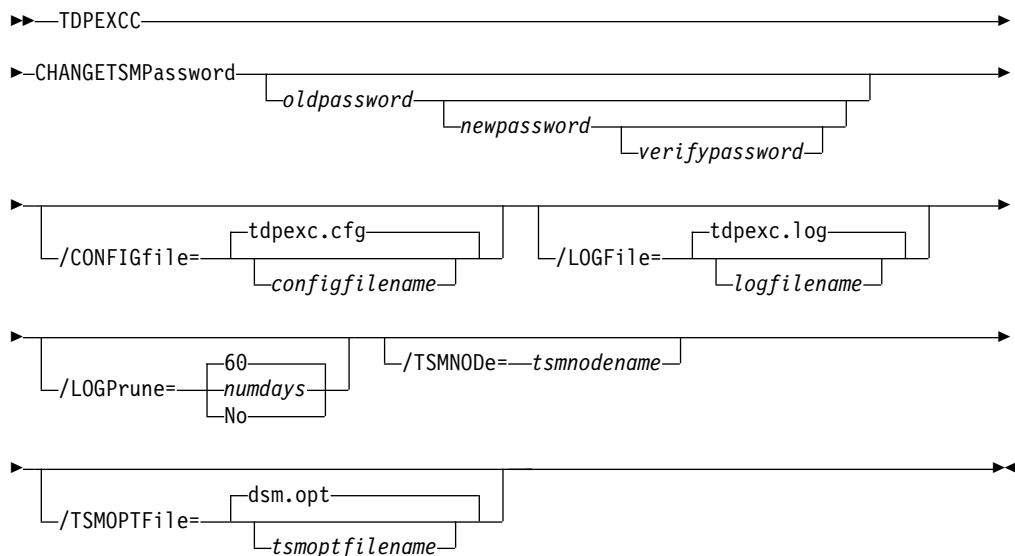 TDPEXCC
CHANGETSMPassword
oldpassword
newpassword
verifypassword
/CONFIGfile=
tdpexc.cfg
configfilename
/LOGFile=
tdpexc.log
logfilename
/LOGPrune=
60
numdays
No
/TSMNODe=
tsmnodename
/TSMOPTFile=
dsm.opt
tsmoptfilename